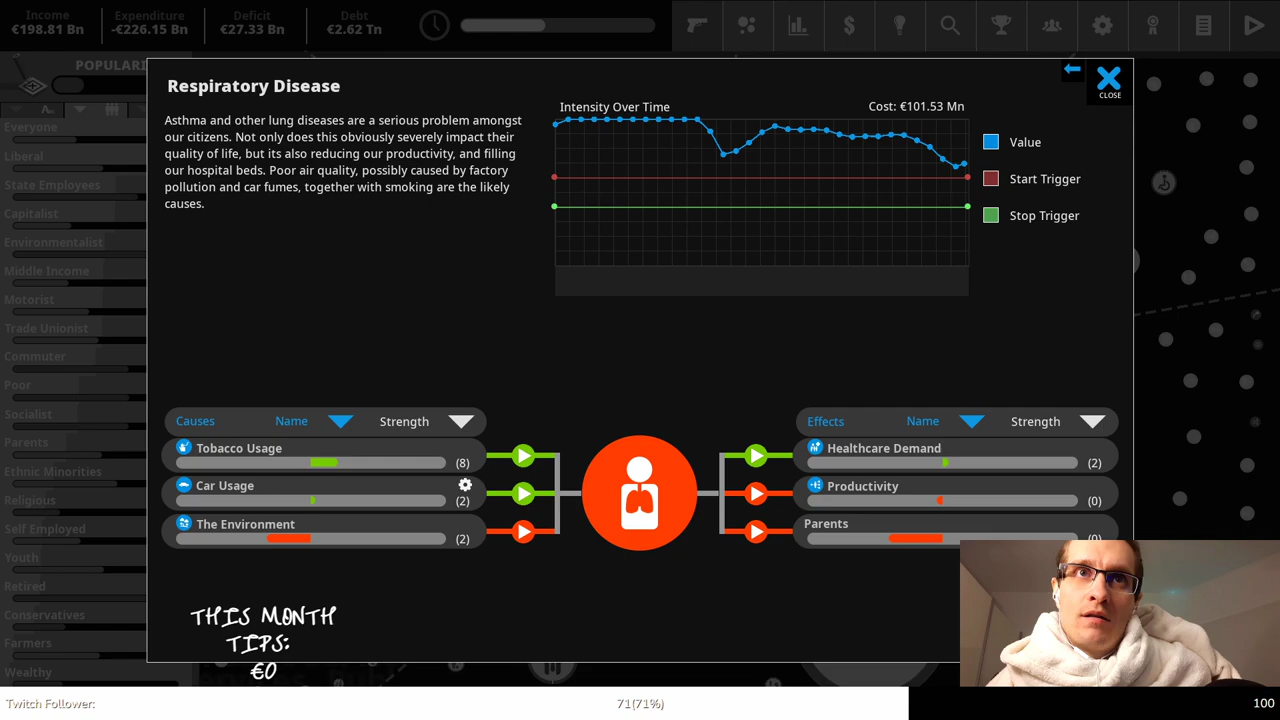 Income
Expenditure
Deficit
Debt
€198.81 Bn
-€226.15 Bn
€27.33 Bn
€2.62 Tn
POPULARI
Everyone
Liberal
State Employees
Capitalist
Environmentalist
Middle Income
Motorist
Trade Unionist
Commuter
Poor
Socialist
Parents
Ethnic Minorities
Religious
Self Employed
Youth
Retired
Conservatives
Farmers
Wealthy
Respiratory Disease
CLOSE
Asthma and other lung diseases are a serious problem amongst
our citizens. Not only does this obviously severely impact their
quality of life, but its also reducing our productivity, and filling
our hospital beds. Poor air quality, possibly caused by factory
pollution and car fumes, together with smoking are the likely
causes.
Intensity Over Time
Cost: €101.53 Mn
Value
Start Trigger
Stop Trigger
Causes Name Strength
Tobacco Usage
(8)
Car Usage
(2)
The Environment
(2)
Effects Name Strength
Healthcare Demand
(2)
Productivity
(0)
Parents
(0)
THIS MONTH
TIPS:
€0
Twitch Follower:
71(71%)
100